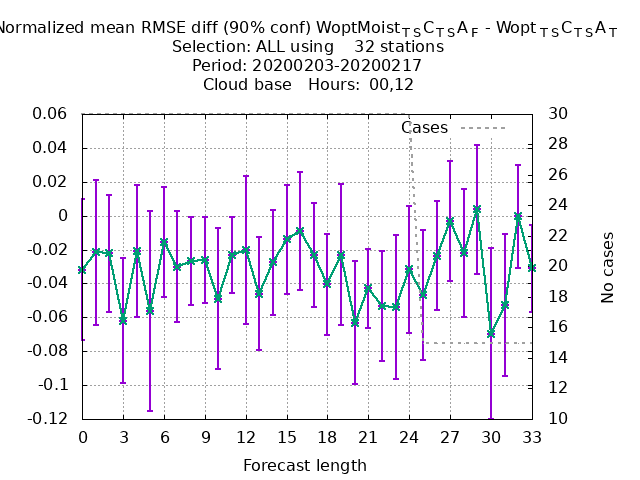 Normalized mean RMSE diff (90% conf) WoptMoist_TSC_TSA_F - Wopt_TSC_TSA_T
Selection: ALL using 32 stations
Period: 20200203-20200217
Cloud base Hours: 00,12
Cases
0.06
0.04
0.02
0
-0.02
-0.04
-0.06
-0.08
-0.1
-0.12
30
28
26
24
22
20
18
16
14
12
10
No cases
0 3 6 9 12 15 18 21 24 27 30 33
Forecast length